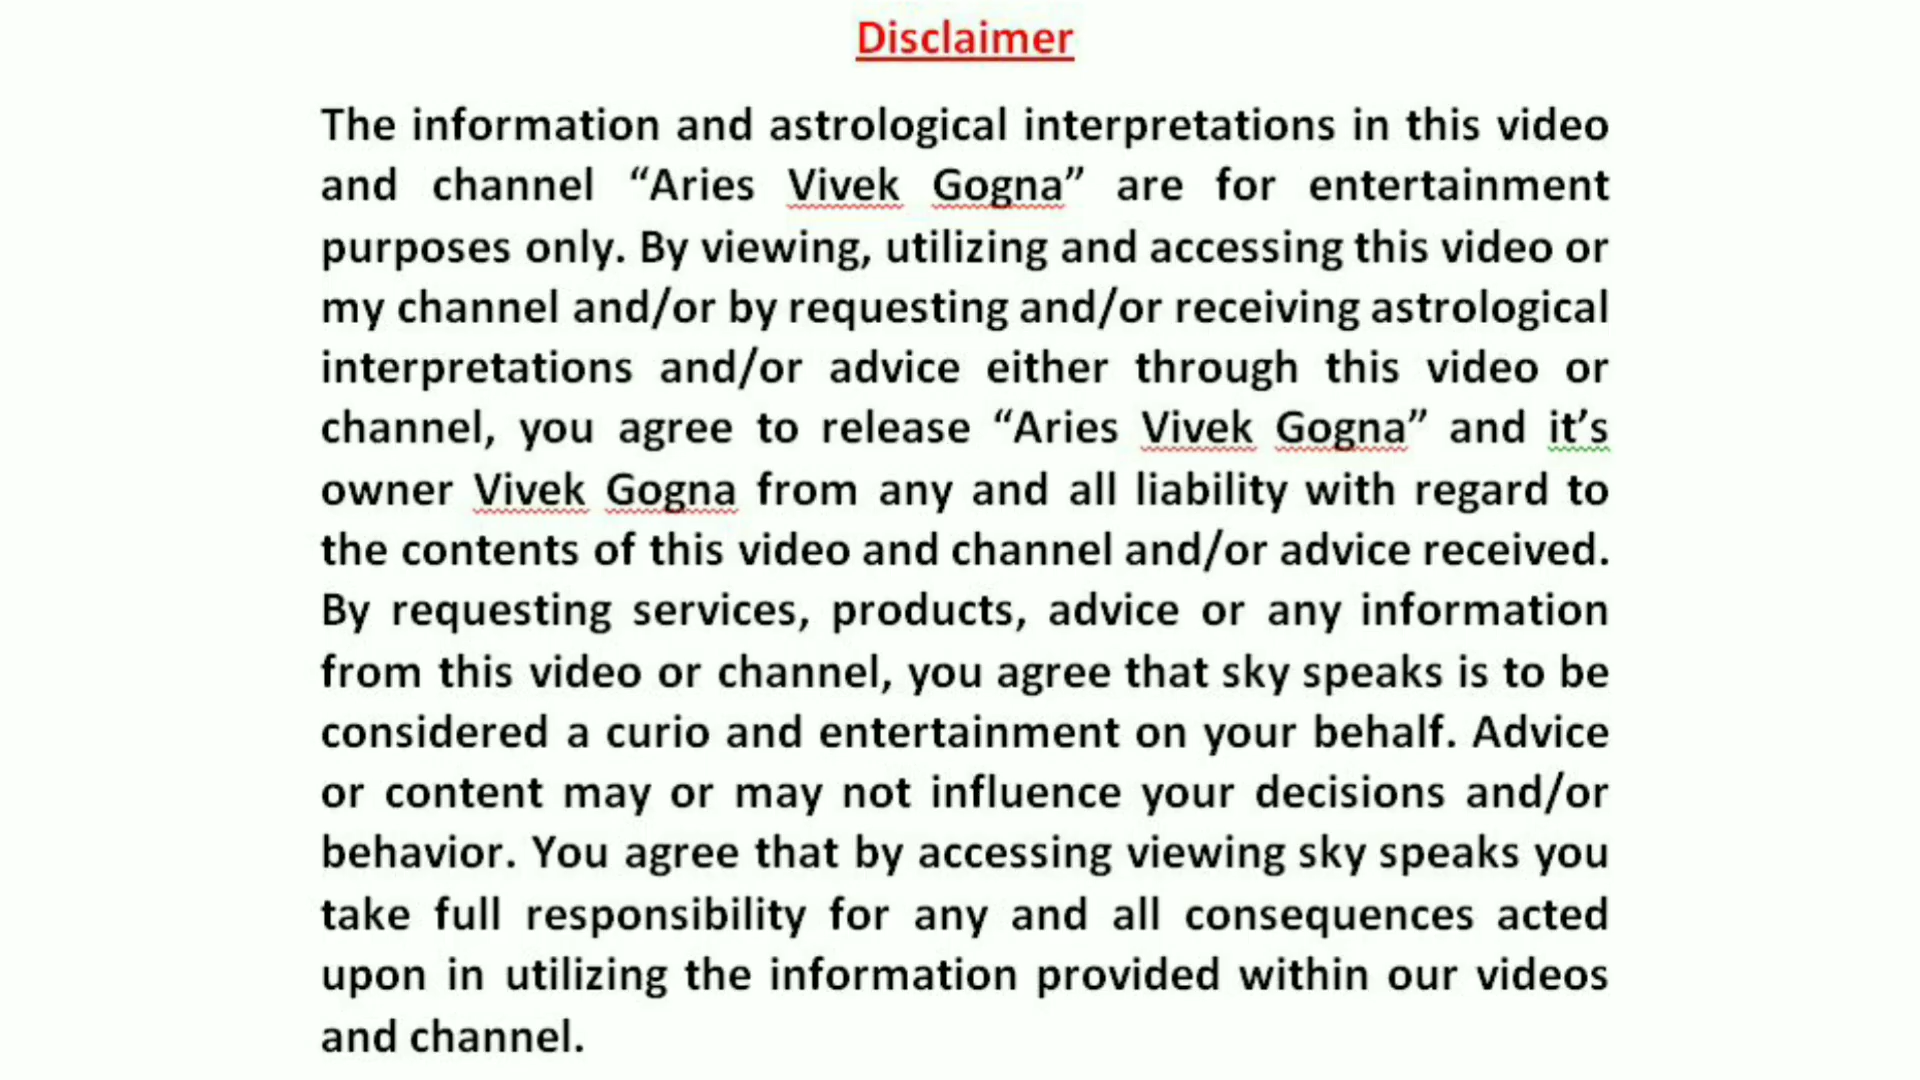 Disclaimer
The information and astrological interpretations in this video
and channel “Aries Vivek Gogna” are for entertainment
purposes only. By viewing, utilizing and accessing this video or
my channel and/or by requesting and/or receiving astrological
interpretations and/or advice either through this video or
channel, you agree to release “Aries Vivek Gogna” and it’s
owner Vivek Gogna from any and all liability with regard to
the contents of this video and channel and/or advice received.
By requesting services, products, advice or any information
from this video or channel, you agree that sky speaks is to be
considered a curio and entertainment on your behalf. Advice
or content may or may not influence your decisions and/or
behavior. You agree that by accessing viewing sky speaks you
take full responsibility for any and all consequences acted
upon in utilizing the information provided within our videos
and channel.